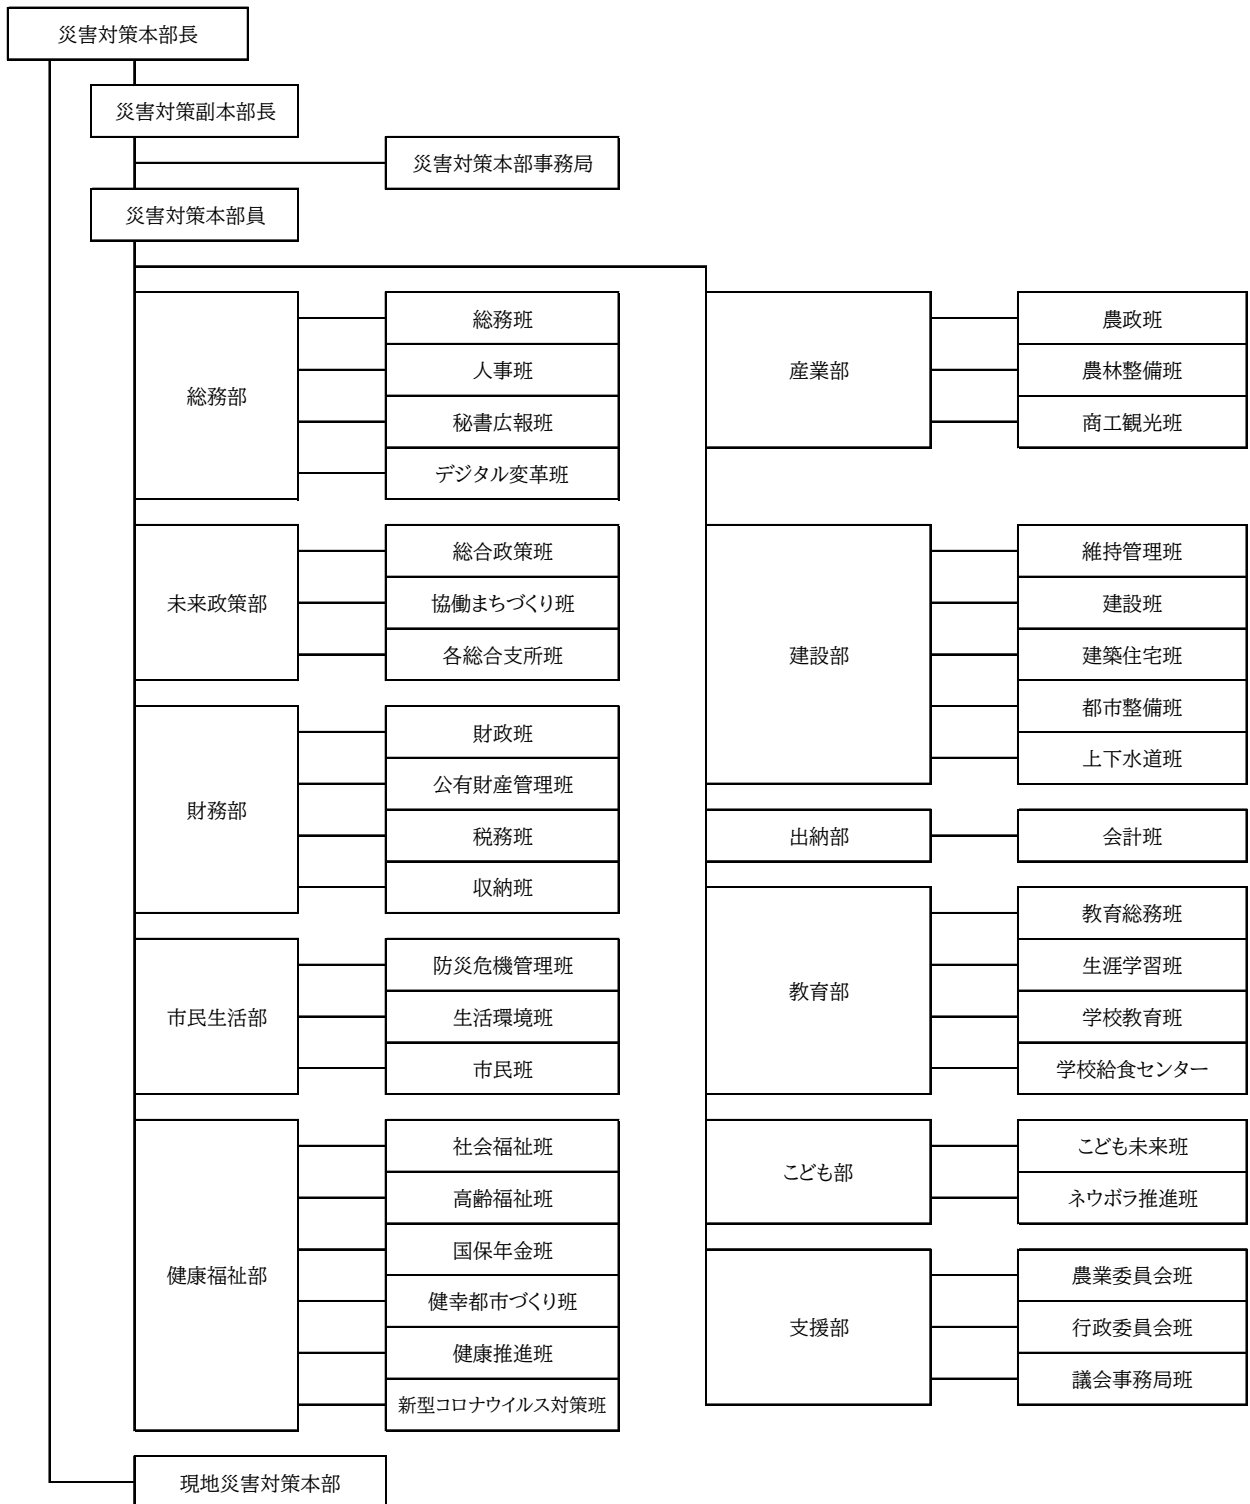 災害対策本部長
災害対策副本部長
災害対策本部事務局
災害対策本部員
総務部
総務班
人事班
秘書広報班
デジタル変革班
未来政策部
総合政策班
協働まちづくり班
各総合支所班
財務部
財政班
公有財産管理班
税務班
収納班
市民生活部
防災危機管理班
生活環境班
市民班
健康福祉部
社会福祉班
高齢福祉班
国保年金班
健幸都市づくり班
健康推進班
新型コロナウイルス対策班
産業部
農政班
農林整備班
商工観光班
建設部
維持管理班
建設班
建築住宅班
都市整備班
上下水道班
出納部
会計班
教育部
教育総務班
生涯学習班
学校教育班
学校給食センター
こども部
こども未来班
ネウボラ推進班
支援部
農業委員会班
行政委員会班
議会事務局班
現地災害対策本部